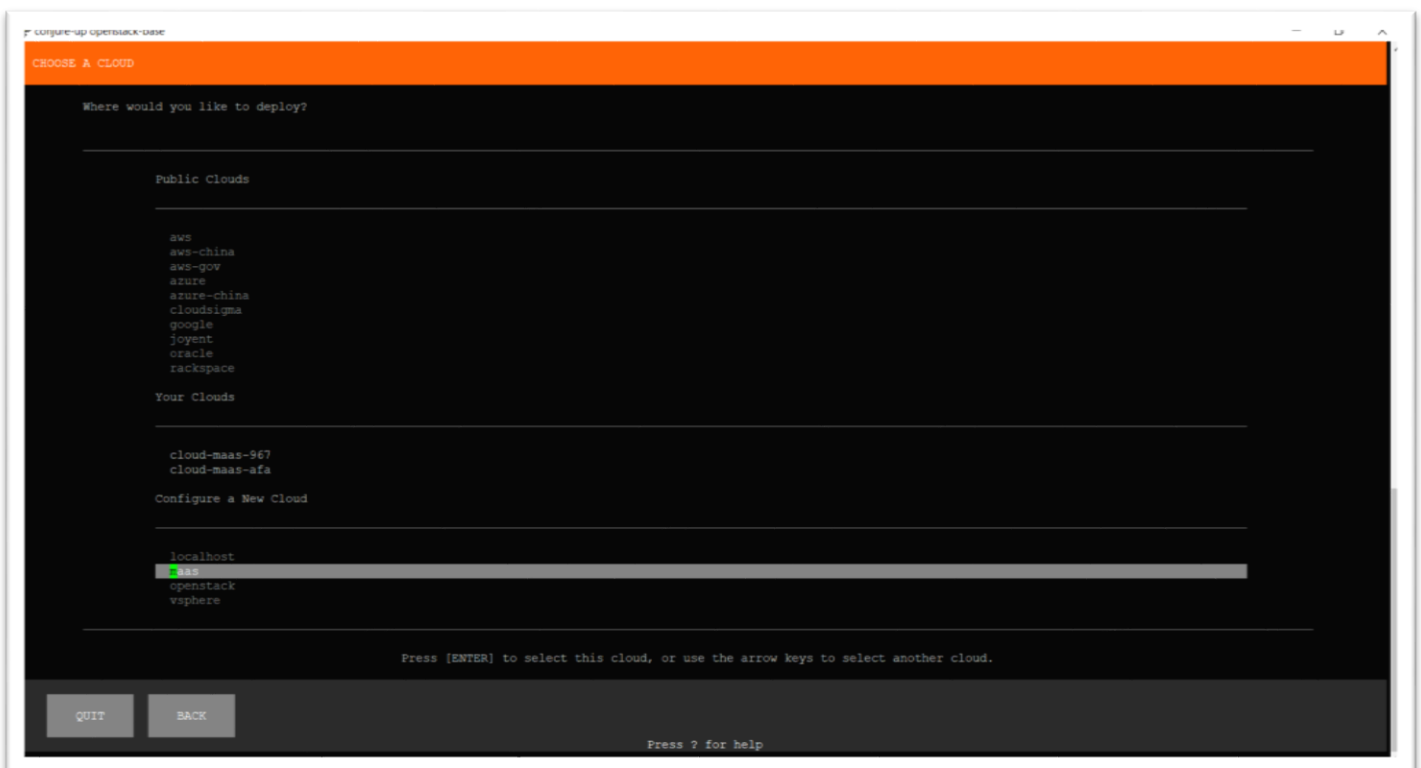 conjure-up openstack-base
CHOOSE A CLOUD
Where would you like to deploy?
Public Clouds
aws
aws-china
aws-gov
azure
azure-china
cloudsigma
google
joyent
oracle
rackspace
Your Clouds
cloud-maas-967
cloud-maas-afa
Configure a New Cloud
localhost
maas
openstack
vsphere
Press [ENTER] to select this cloud, or use the arrow keys to select another cloud.
QUIT BACK
Press ? for help